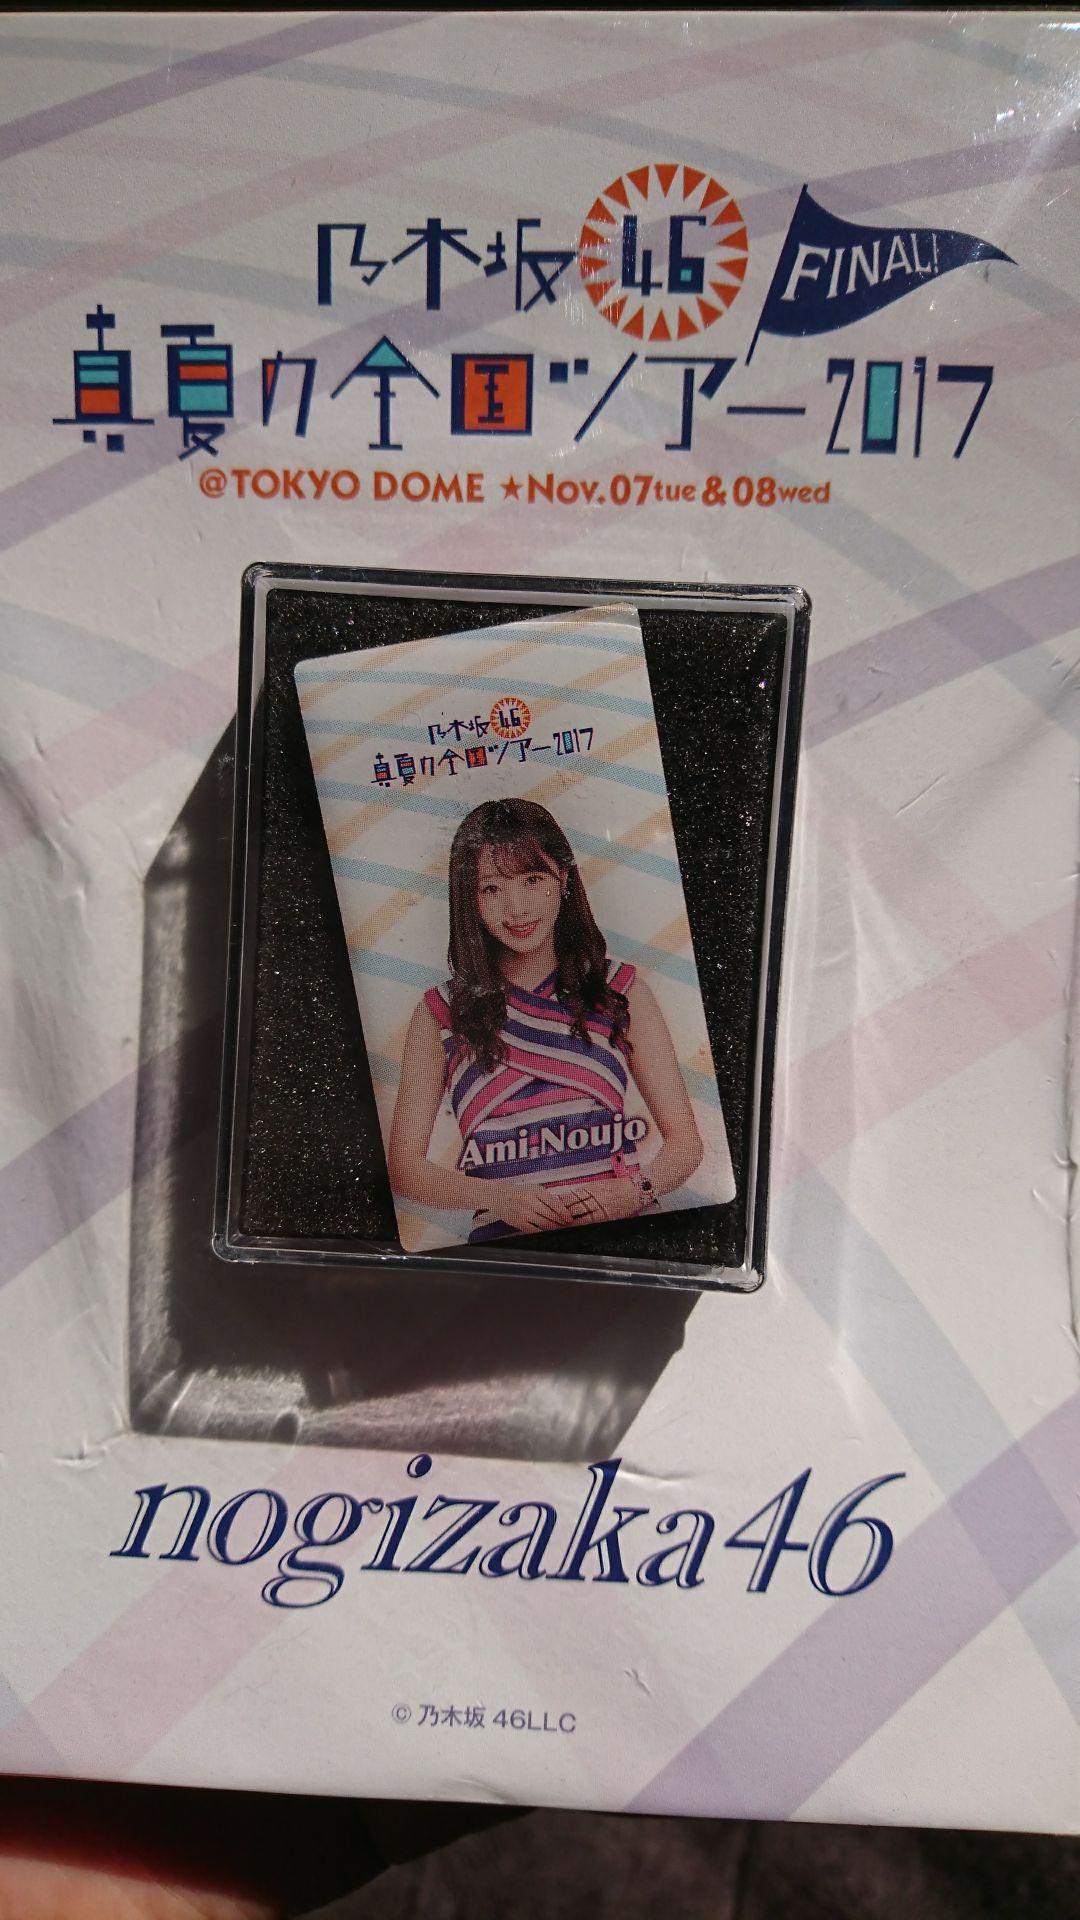 乃木坂46 FINAL!
真夏の全国ツアー2017
@TOKYO DOME ★Nov.07tue&08wed
乃木坂46
真夏の全国ツアー2017
Ami Noujo
nogizaka46
© 乃木坂 46LLC